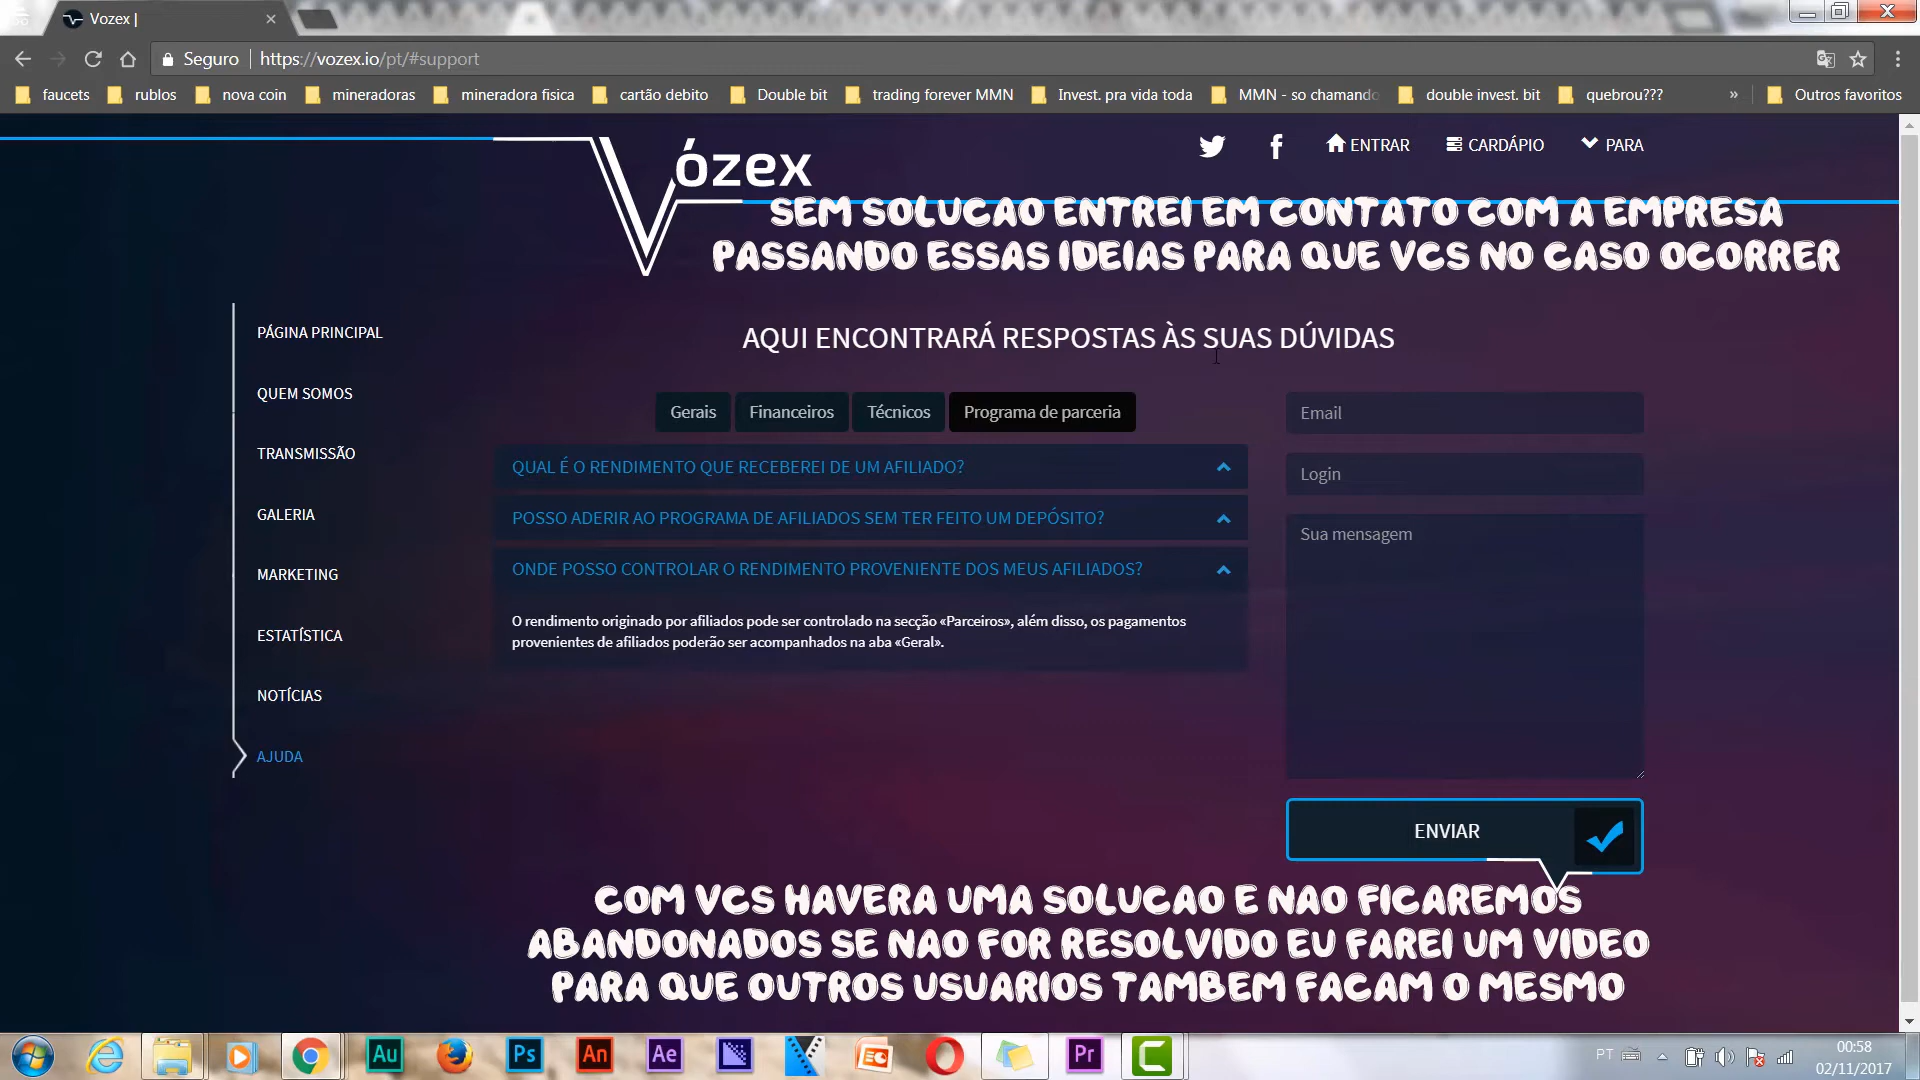 Vozex |
Seguro
https://vozex.io/pt/#support
faucets
rublos
nova coin
mineradoras
mineradora fisica
cartão debito
Double bit
trading forever MMN
Invest. pra vida toda
MMN - so chamando
double invest. bit
quebrou???
»
Outros favoritos
Vózex
ENTRAR
CARDÁPIO
PARA
SEM SOLUCAO ENTREI EM CONTATO COM A EMPRESA
PASSANDO ESSAS IDEIAS PARA QUE VCS NO CASO OCORRER
PÁGINA PRINCIPAL
QUEM SOMOS
TRANSMISSÃO
GALERIA
MARKETING
ESTATÍSTICA
NOTÍCIAS
AJUDA
AQUI ENCONTRARÁ RESPOSTAS ÀS SUAS DÚVIDAS
Gerais
Financeiros
Técnicos
Programa de parceria
QUAL É O RENDIMENTO QUE RECEBEREI DE UM AFILIADO?
POSSO ADERIR AO PROGRAMA DE AFILIADOS SEM TER FEITO UM DEPÓSITO?
ONDE POSSO CONTROLAR O RENDIMENTO PROVENIENTE DOS MEUS AFILIADOS?
O rendimento originado por afiliados pode ser controlado na secção «Parceiros», além disso, os pagamentos
provenientes de afiliados poderão ser acompanhados na aba «Geral».
Email
Login
Sua mensagem
ENVIAR
COM VCS HAVERA UMA SOLUCAO E NAO FICAREMOS
ABANDONADOS SE NAO FOR RESOLVIDO EU FAREI UM VIDEO
PARA QUE OUTROS USUARIOS TAMBEM FACAM O MESMO
Au
Ps
An
Ae
Pr
PT
00:58
02/11/2017